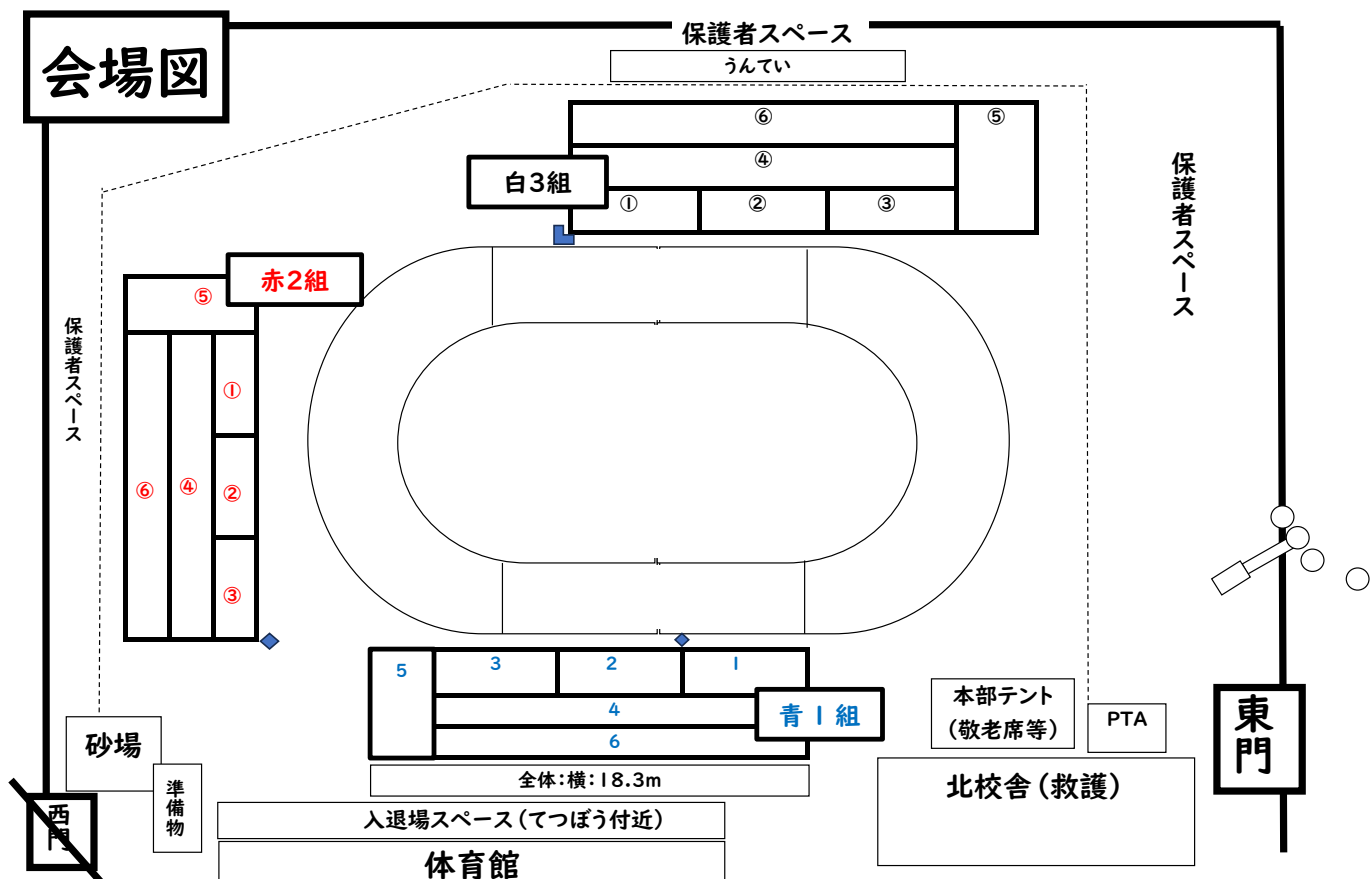 会場図
保護者スペース
うんてい
⑥
⑤
④
白3組
①
②
③
保護者スペース
赤2組
⑤
保護者スペース
①
⑥
④
②
③
5
3
2
1
4
青1組
6
本部テント
(敬老席等)
PTA
東門
砂場
全体:横:18.3m
北校舎(救護)
準備物
西門
入退場スペース(てつぼう付近)
体育館